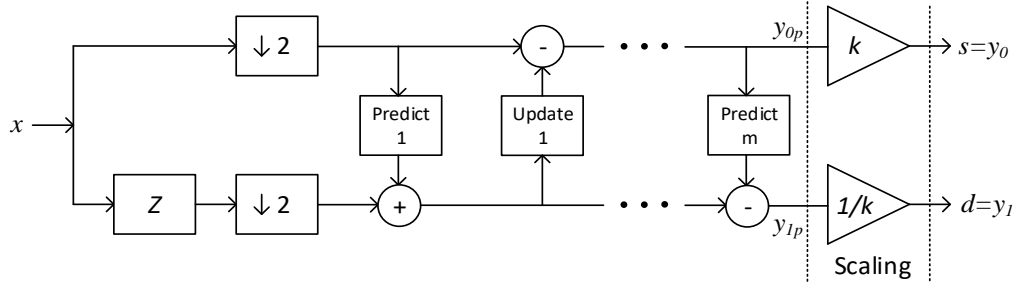 x
↓ 2
-
• • •
y0p
k
s=y0
Predict
1
Update
1
Predict
m
Z
↓ 2
+
• • •
-
y1p
1/k
d=y1
Scaling